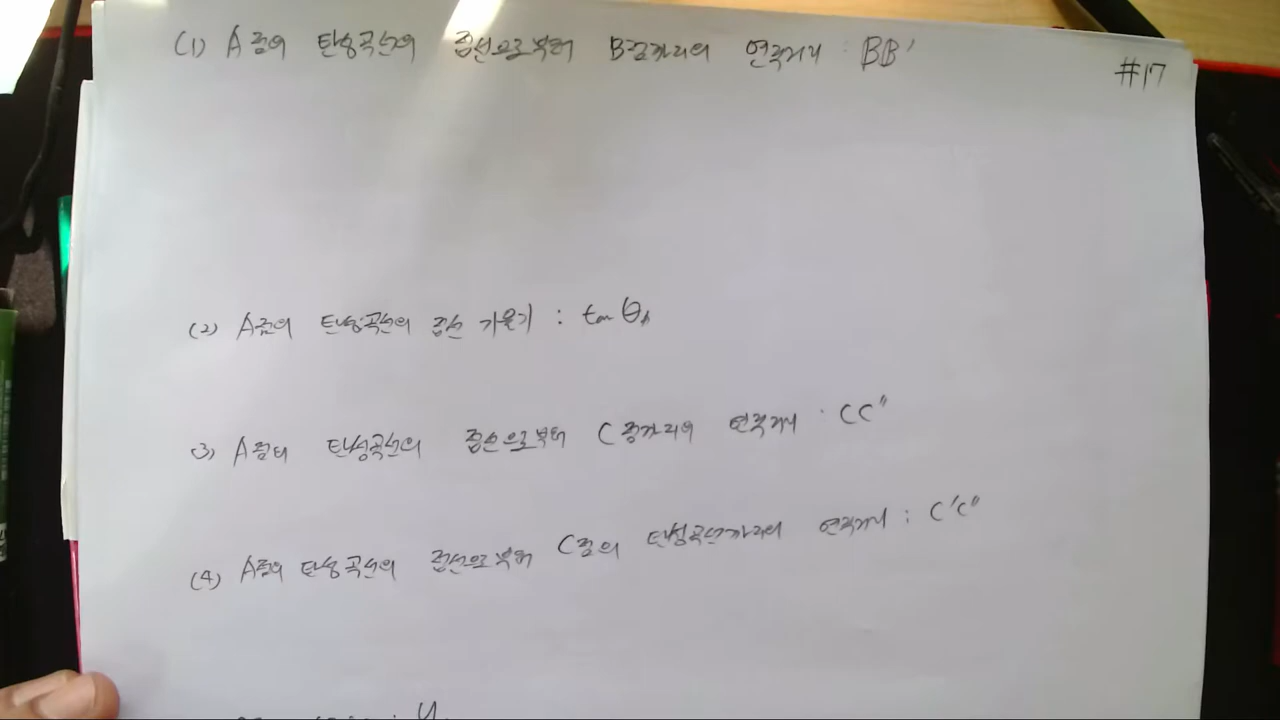 (1) A점의 탄성곡선의 접선으로부터 B점까지의 연직거리 : BB'
#17
(2) A점의 탄성곡선의 접선 기울기 : tan θA
(3) A점의 탄성곡선의 접선으로부터 C점까지의 연직거리 : CC"
(4) A점의 탄성곡선의 접선으로부터 C점의 탄성곡선까지의 연직거리 : C'C"